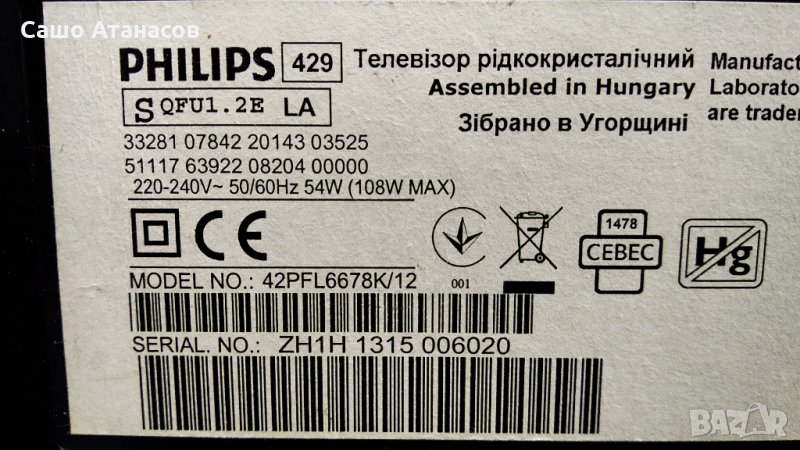 Сашо Атанасов
PHILIPS 429 Телевізор рідкокристалічний
Manufact
S QFU1.2E LA
Assembled in Hungary
Laborato
Зібрано в Угорщині
are trader
33281 07842 20143 03525
51117 63922 08204 00000
220-240V~ 50/60Hz 54W (108W MAX)
CE
001
1478
CEBEC
Hg
MODEL NO.: 42PFL6678K/12
SERIAL. NO.: ZH1H 1315 006020
BAZAR